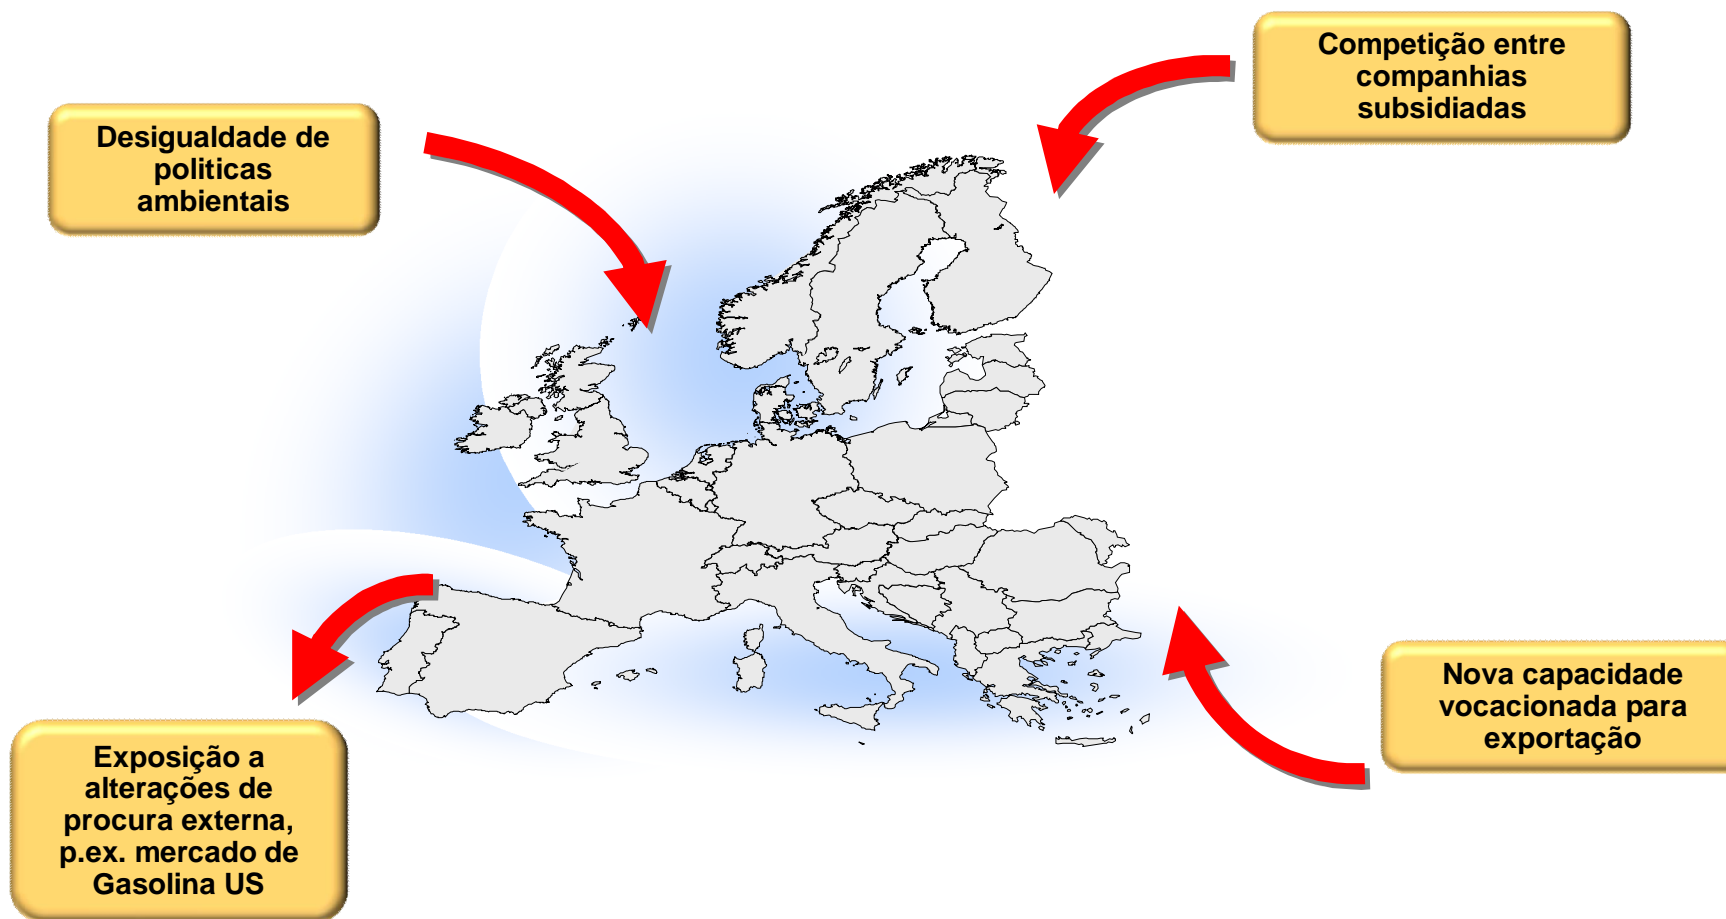 Desigualdade de
politicas
ambientais
Competição entre
companhias
subsidiadas
Exposição a
alterações de
procura externa,
p.ex. mercado de
Gasolina US
Nova capacidade
vocacionada para
exportação